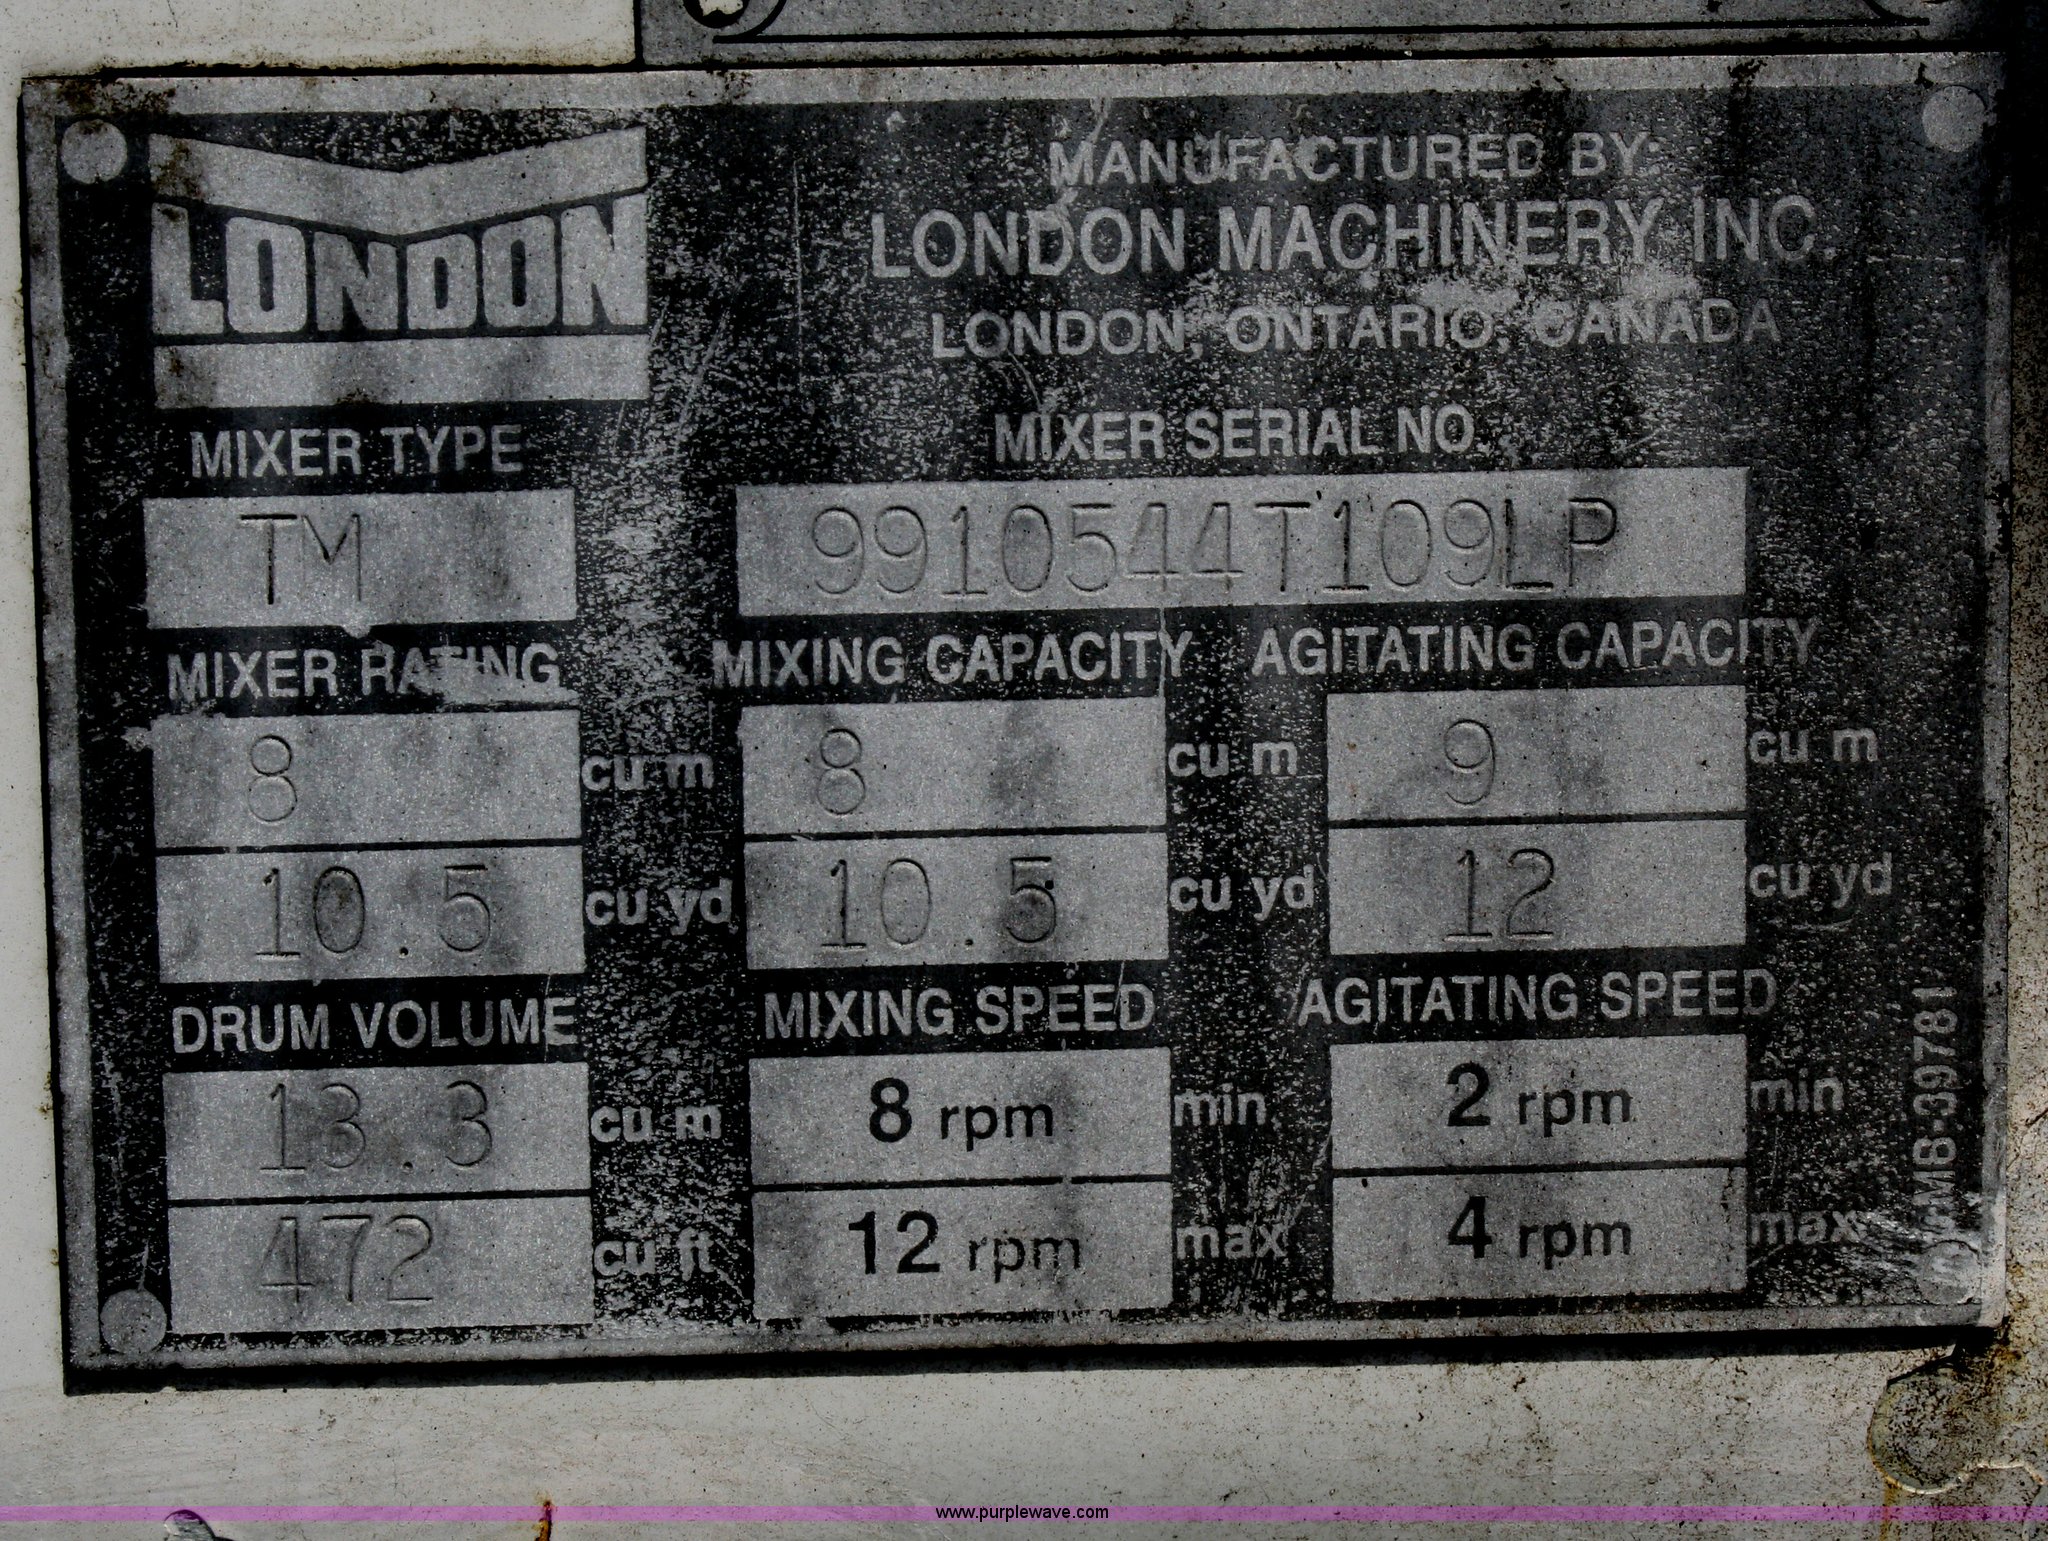 LONDON
MANUFACTURED BY:
LONDON MACHINERY INC.
LONDON, ONTARIO, CANADA
MIXER TYPE
MIXER SERIAL NO.
TM
9910544T109LP
MIXER RATING
MIXING CAPACITY
AGITATING CAPACITY
8 cu m
8 cu m
9 cu m
10.5 cu yd
10.5 cu yd
12 cu yd
DRUM VOLUME
MIXING SPEED
AGITATING SPEED
13.3 cu m
8 rpm min
2 rpm min
472 cu ft
12 rpm max
4 rpm max
MB-39781
www.purplewave.com